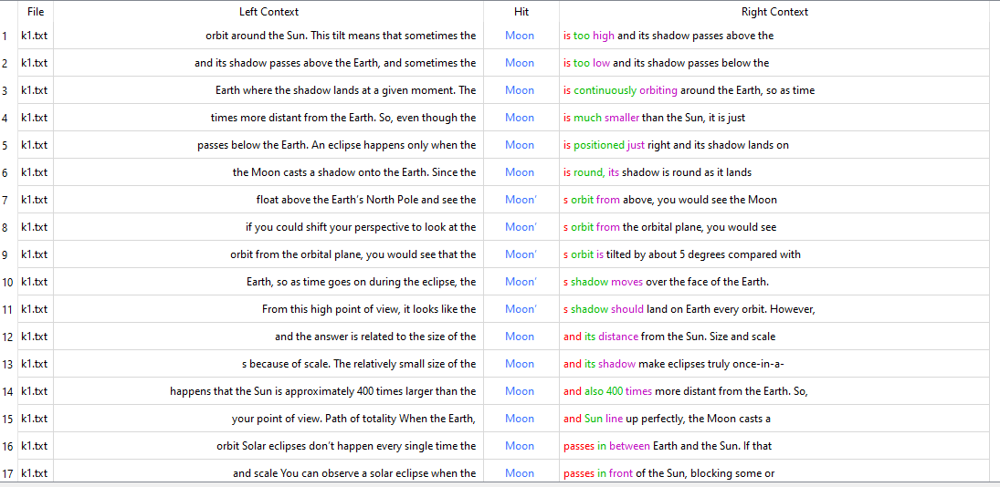 File Left Context Hit Right Context
1 k1.txt orbit around the Sun. This tilt means that sometimes the Moon is too high and its shadow passes above the
2 k1.txt and its shadow passes above the Earth, and sometimes the Moon is too low and its shadow passes below the
3 k1.txt Earth where the shadow lands at a given moment. The Moon is continuously orbiting around the Earth, so as time
4 k1.txt times more distant from the Earth. So, even though the Moon is much smaller than the Sun, it is just
5 k1.txt passes below the Earth. An eclipse happens only when the Moon is positioned just right and its shadow lands on
6 k1.txt the Moon casts a shadow onto the Earth. Since the Moon is round, its shadow is round as it lands
7 k1.txt float above the Earth’s North Pole and see the Moon’ s orbit from above, you would see the Moon
8 k1.txt if you could shift your perspective to look at the Moon’ s orbit from the orbital plane, you would see
9 k1.txt orbit from the orbital plane, you would see that the Moon’ s orbit is tilted by about 5 degrees compared with
10 k1.txt Earth, so as time goes on during the eclipse, the Moon’ s shadow moves over the face of the Earth.
11 k1.txt From this high point of view, it looks like the Moon’ s shadow should land on Earth every orbit. However,
12 k1.txt and the answer is related to the size of the Moon and its distance from the Sun. Size and scale
13 k1.txt s because of scale. The relatively small size of the Moon and its shadow make eclipses truly once-in-a-
14 k1.txt happens that the Sun is approximately 400 times larger than the Moon and also 400 times more distant from the Earth. So,
15 k1.txt your point of view. Path of totality When the Earth, Moon and Sun line up perfectly, the Moon casts a
16 k1.txt orbit Solar eclipses don’t happen every single time the Moon passes in between Earth and the Sun. If that
17 k1.txt and scale You can observe a solar eclipse when the Moon passes in front of the Sun, blocking some or